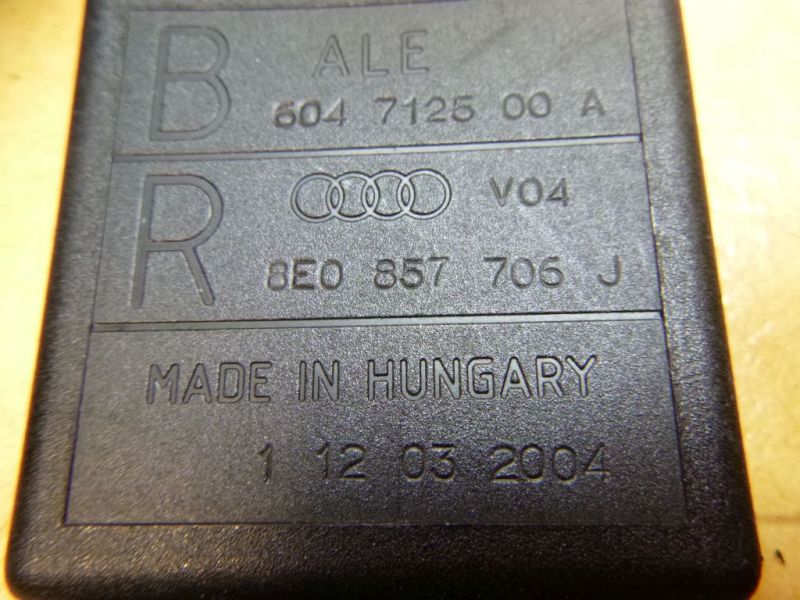 B ALE
604 7125 00 A
R V04
8E0 857 706 J
MADE IN HUNGARY
1 12 03 2004